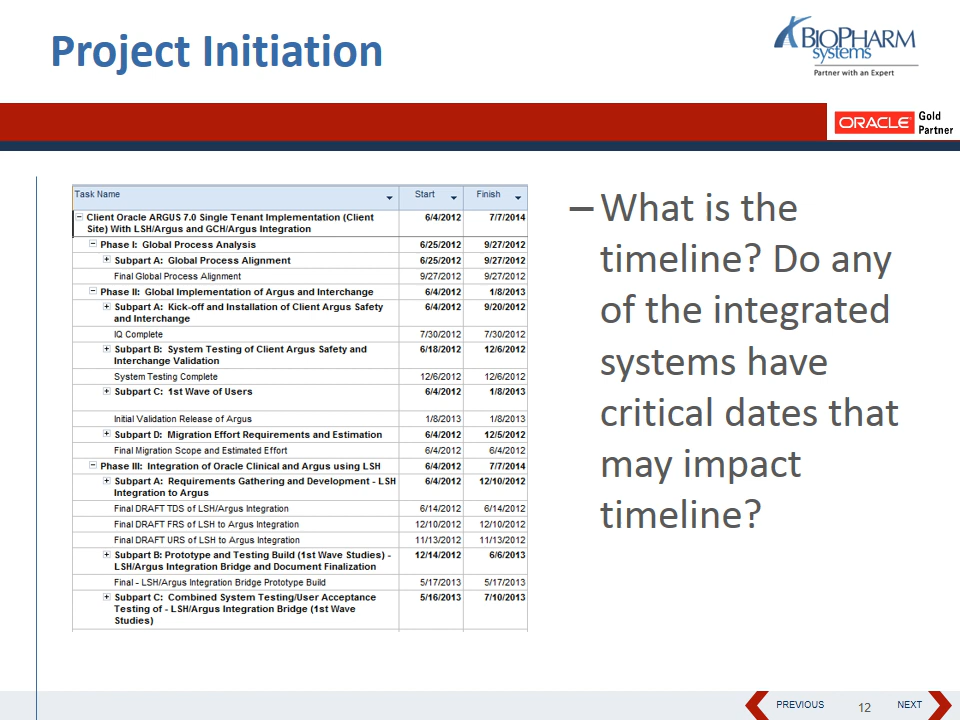 Project Initiation
BIOPHARM
systems
Partner with an Expert
ORACLE
Gold
Partner
Task Name Start Finish
Client Oracle ARGUS 7.0 Single Tenant Implementation (Client 6/4/2012 7/7/2014
Site) With LSH/Argus and GCH/Argus Integration
Phase I: Global Process Analysis 6/25/2012 9/27/2012
Subpart A: Global Process Alignment 6/25/2012 9/27/2012
Final Global Process Alignment 9/27/2012 9/27/2012
Phase II: Global Implementation of Argus and Interchange 6/4/2012 1/8/2013
Subpart A: Kick-off and Installation of Client Argus Safety 6/4/2012 9/20/2012
and Interchange
IQ Complete 7/30/2012 7/30/2012
Subpart B: System Testing of Client Argus Safety and 6/18/2012 12/6/2012
Interchange Validation
System Testing Complete 12/6/2012 12/6/2012
Subpart C: 1st Wave of Users 6/4/2012 1/8/2013
Initial Validation Release of Argus 1/8/2013 1/8/2013
Subpart D: Migration Effort Requirements and Estimation 6/4/2012 12/5/2012
Final Migration Scope and Estimated Effort 6/4/2012 6/4/2012
Phase III: Integration of Oracle Clinical and Argus using LSH 6/4/2012 7/7/2014
Subpart A: Requirements Gathering and Development - LSH 6/4/2012 12/10/2012
Integration to Argus
Final DRAFT TDS of LSH/Argus Integration 6/14/2012 6/14/2012
Final DRAFT FRS of LSH to Argus Integration 12/10/2012 12/10/2012
Final DRAFT URS of LSH to Argus Integration 11/13/2012 11/13/2012
Subpart B: Prototype and Testing Build (1st Wave Studies) - 12/14/2012 6/6/2013
LSH/Argus Integration Bridge and Document Finalization
Final - LSH/Argus Integration Bridge Prototype Build 5/17/2013 5/17/2013
Subpart C: Combined System Testing/User Acceptance 5/16/2013 7/10/2013
Testing of - LSH/Argus Integration Bridge (1st Wave
Studies)
– What is the
timeline? Do any
of the integrated
systems have
critical dates that
may impact
timeline?
PREVIOUS 12 NEXT